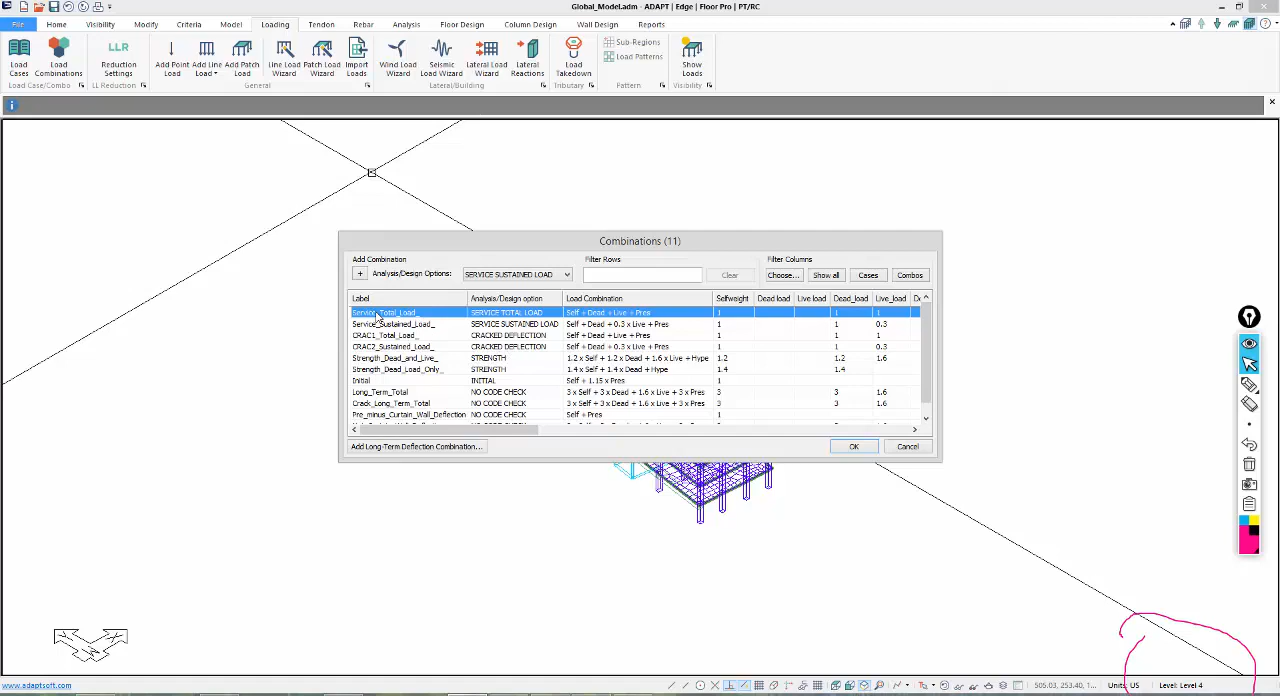 Global_Model.adm - ADAPT | Edge | Floor Pro | PT/RC
File Home Visibility Modify Criteria Model Loading Tendon Rebar Analysis Floor Design Column Design Wall Design Reports
Load Cases Load Combinations LLR Reduction Settings Add Point Load Add Line Load Add Patch Load Line Load Wizard Patch Load Wizard Import Loads Wind Load Wizard Seismic Load Wizard Lateral Load Wizard Lateral Reactions Load Takedown Sub-Regions Load Patterns Show Loads
Load Case/Combo LL Reduction General Lateral/Building Tributary Pattern Visibility
Combinations (11)
Add Combination Filter Rows Filter Columns
+ Analysis/Design Options: SERVICE SUSTAINED LOAD Clear Choose... Show all Cases Combos
Label Analysis/Design option Load Combination Selfweight Dead load Live load Dead_load Live_load
Service_Total_Load_ SERVICE TOTAL LOAD Self + Dead + Live + Pres 1 1 1
Service_Sustained_Load_ SERVICE SUSTAINED LOAD Self + Dead + 0.3 x Live + Pres 1 1 0.3
CRAC1_Total_Load_ CRACKED DEFLECTION Self + Dead + Live + Pres 1 1 1
CRAC2_Sustained_Load_ CRACKED DEFLECTION Self + Dead + 0.3 x Live + Pres 1 1 0.3
Strength_Dead_and_Live_ STRENGTH 1.2 x Self + 1.2 x Dead + 1.6 x Live + Hype 1.2 1.2 1.6
Strength_Dead_Load_Only_ STRENGTH 1.4 x Self + 1.4 x Dead + Hype 1.4 1.4
Initial INITIAL Self + 1.15 x Pres 1
Long_Term_Total NO CODE CHECK 3 x Self + 3 x Dead + 1.6 x Live + 3 x Pres 3 3 1.6
Crack_Long_Term_Total NO CODE CHECK 3 x Self + 3 x Dead + 1.6 x Live + 3 x Pres 3 3 1.6
Pre_minus_Curtain_Wall_Deflection NO CODE CHECK Self + Pres 1
Add Long-Term Deflection Combination... OK Cancel
www.adaptsoft.com 505.03, 253.40, 1... Units: US Level: Level 4